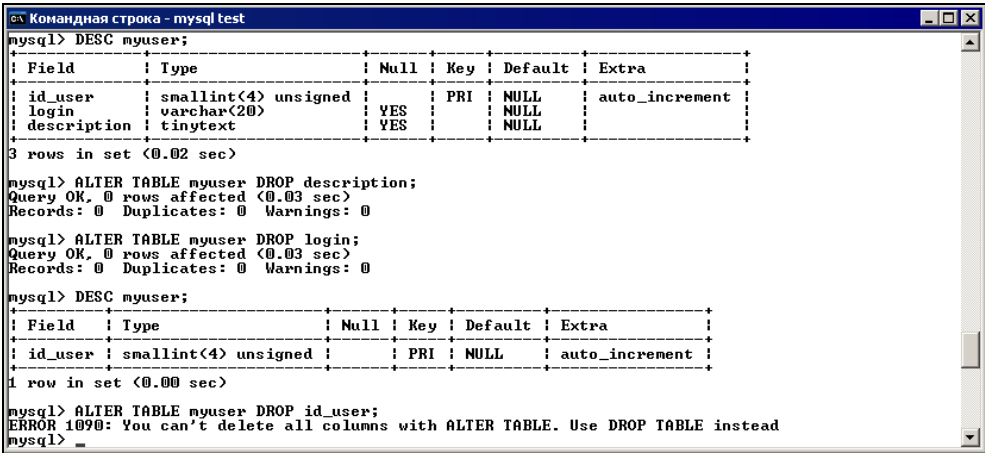 Командная строка - mysql test
mysql> DESC myuser;
+-------------+----------------------+------+-----+---------+----------------+
| Field       | Type                 | Null | Key | Default | Extra          |
+-------------+----------------------+------+-----+---------+----------------+
| id_user     | smallint(4) unsigned |      | PRI | NULL    | auto_increment |
| login       | varchar(20)          | YES  |     | NULL    |                |
| description | tinytext             | YES  |     | NULL    |                |
+-------------+----------------------+------+-----+---------+----------------+
3 rows in set (0.02 sec)
mysql> ALTER TABLE myuser DROP description;
Query OK, 0 rows affected (0.03 sec)
Records: 0  Duplicates: 0  Warnings: 0
mysql> ALTER TABLE myuser DROP login;
Query OK, 0 rows affected (0.03 sec)
Records: 0  Duplicates: 0  Warnings: 0
mysql> DESC myuser;
+---------+----------------------+------+-----+---------+----------------+
| Field   | Type                 | Null | Key | Default | Extra          |
+---------+----------------------+------+-----+---------+----------------+
| id_user | smallint(4) unsigned |      | PRI | NULL    | auto_increment |
+---------+----------------------+------+-----+---------+----------------+
1 row in set (0.00 sec)
mysql> ALTER TABLE myuser DROP id_user;
ERROR 1090: You can't delete all columns with ALTER TABLE. Use DROP TABLE instead
mysql> _